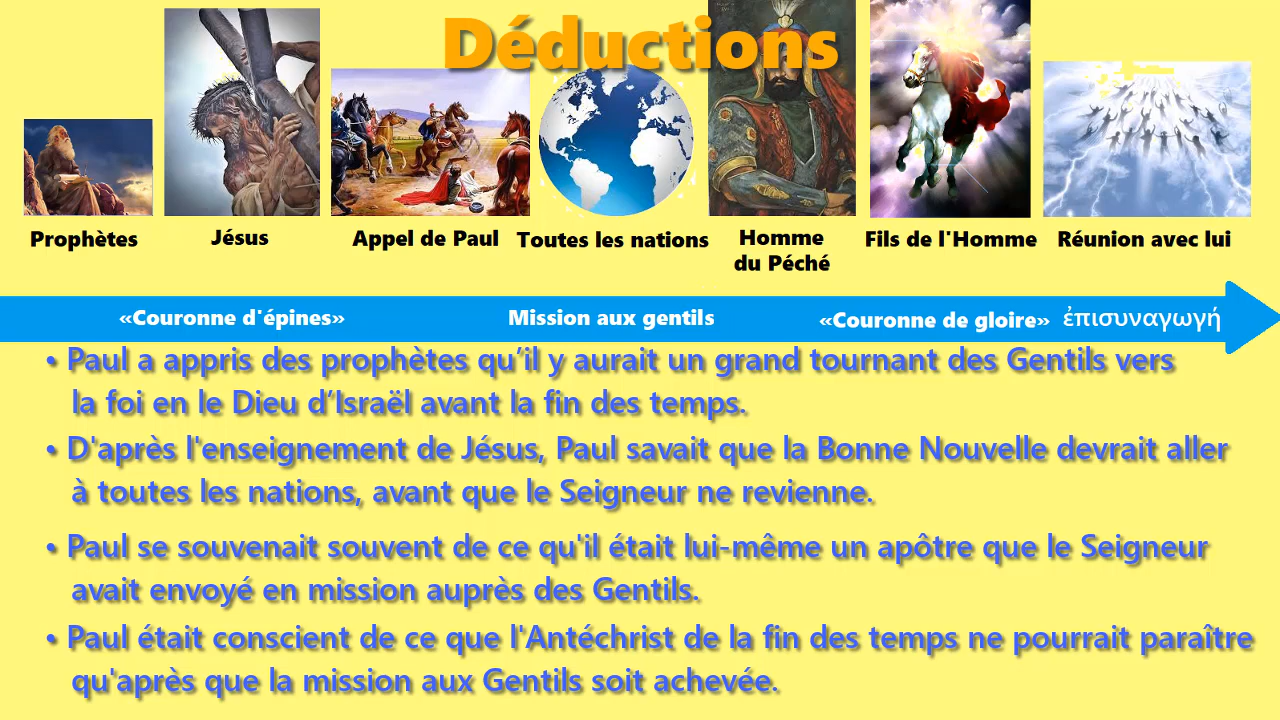 Déductions
Prophètes
Jésus
Appel de Paul
Toutes les nations
Homme
du Péché
Fils de l'Homme
Réunion avec lui
«Couronne d'épines»
Mission aux gentils
«Couronne de gloire»
ἐπισυναγωγή
• Paul a appris des prophètes qu’il y aurait un grand tournant des Gentils vers
la foi en le Dieu d’Israël avant la fin des temps.
• D'après l'enseignement de Jésus, Paul savait que la Bonne Nouvelle devrait aller
à toutes les nations, avant que le Seigneur ne revienne.
• Paul se souvenait souvent de ce qu'il était lui-même un apôtre que le Seigneur
avait envoyé en mission auprès des Gentils.
• Paul était conscient de ce que l'Antéchrist de la fin des temps ne pourrait paraître
qu'après que la mission aux Gentils soit achevée.